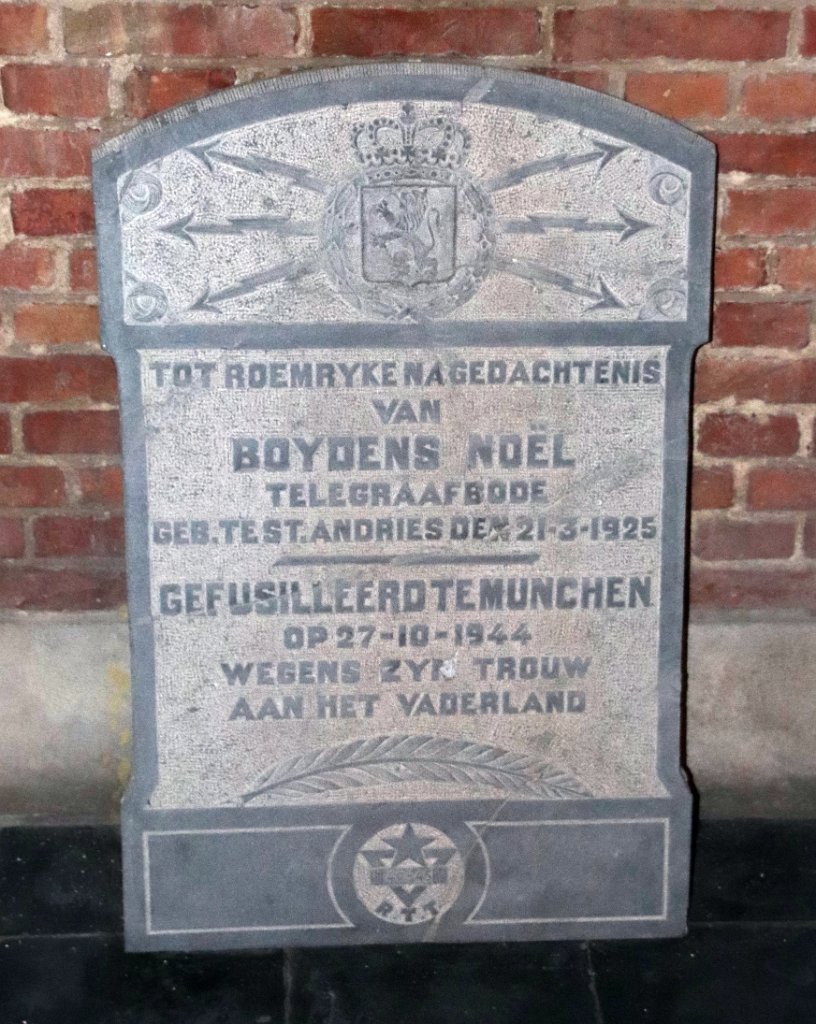 TOT ROEMRYKE NAGEDACHTENIS
VAN
BOYDENS NOËL
TELEGRAAFBODE
GEB. TE ST. ANDRIES DEN 21-3-1925
GEFUSILLEERD TE MUNCHEN
OP 27-10-1944
WEGENS ZYN TROUW
AAN HET VADERLAND
R.T.T